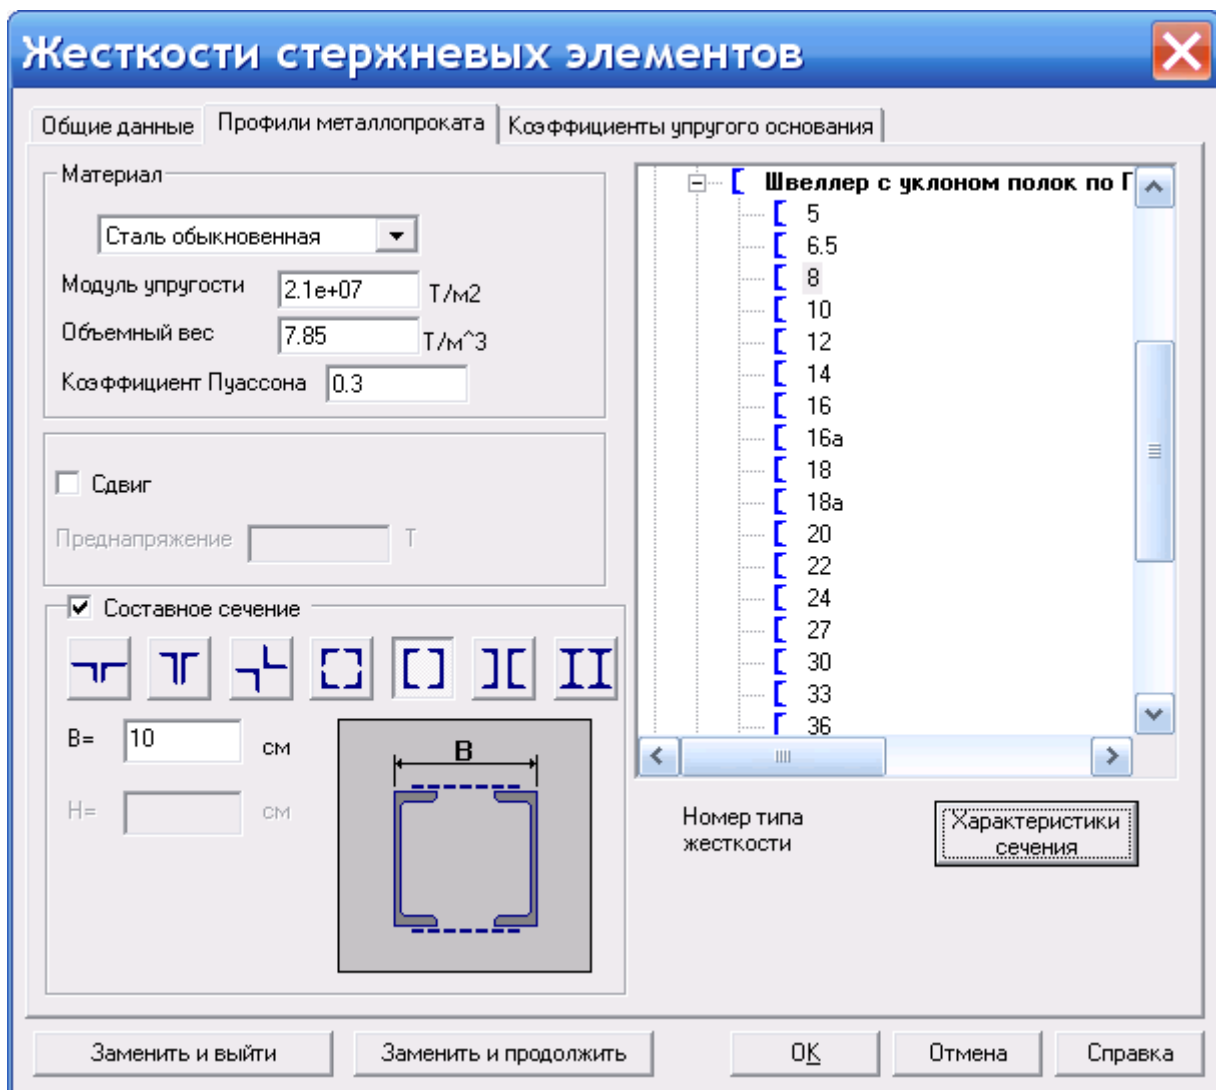 Жесткости стержневых элементов
Общие данные
Профили металлопроката
Коэффициенты упругого основания
Материал
Сталь обыкновенная
Модуль упругости 2.1e+07 Т/м2
Объемный вес 7.85 Т/м^3
Коэффициент Пуассона 0.3
Сдвиг
Преднапряжение Т
Составное сечение
B= 10 см
H= см
B
Швеллер с уклоном полок по Г
5
6.5
8
10
12
14
16
16a
18
18a
20
22
24
27
30
33
36
Номер типа
жесткости
Характеристики
сечения
Заменить и выйти
Заменить и продолжить
OK
Отмена
Справка